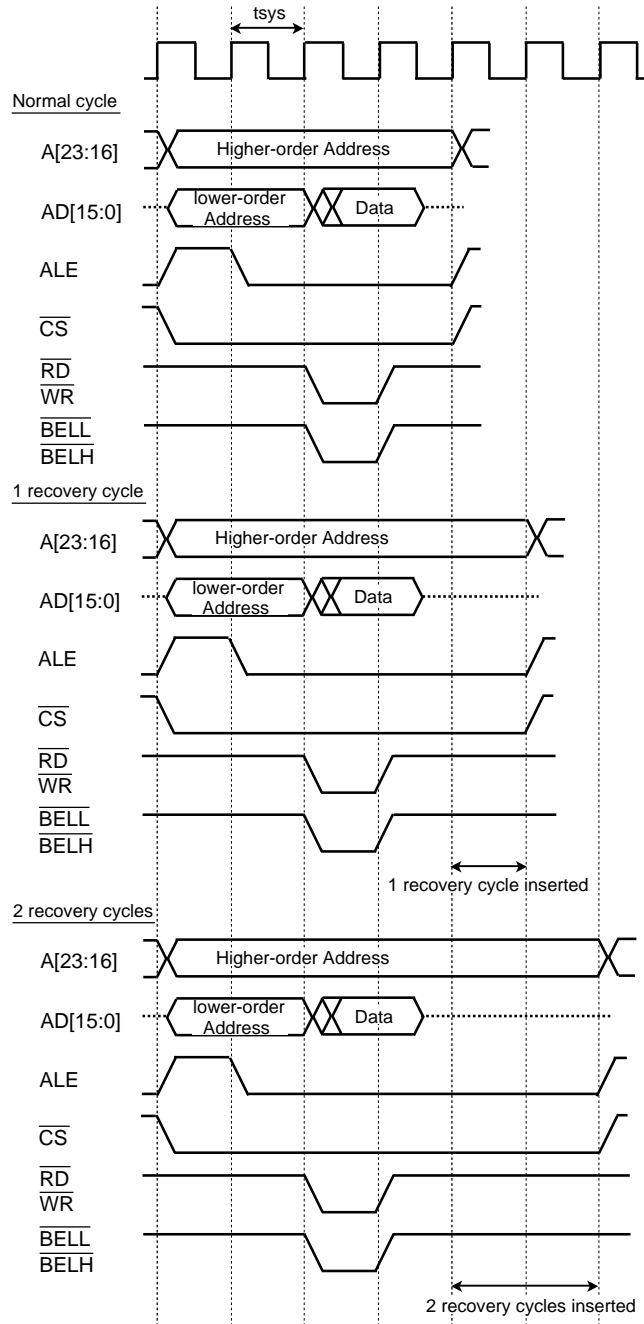 tsys
Normal cycle
A[23:16]
Higher-order Address
AD[15:0]
lower-order
Address
Data
ALE
CS
RD
WR
BELL
BELH
1 recovery cycle
A[23:16]
Higher-order Address
AD[15:0]
lower-order
Address
Data
ALE
CS
RD
WR
BELL
BELH
1 recovery cycle inserted
2 recovery cycles
A[23:16]
Higher-order Address
AD[15:0]
lower-order
Address
Data
ALE
CS
RD
WR
BELL
BELH
2 recovery cycles inserted